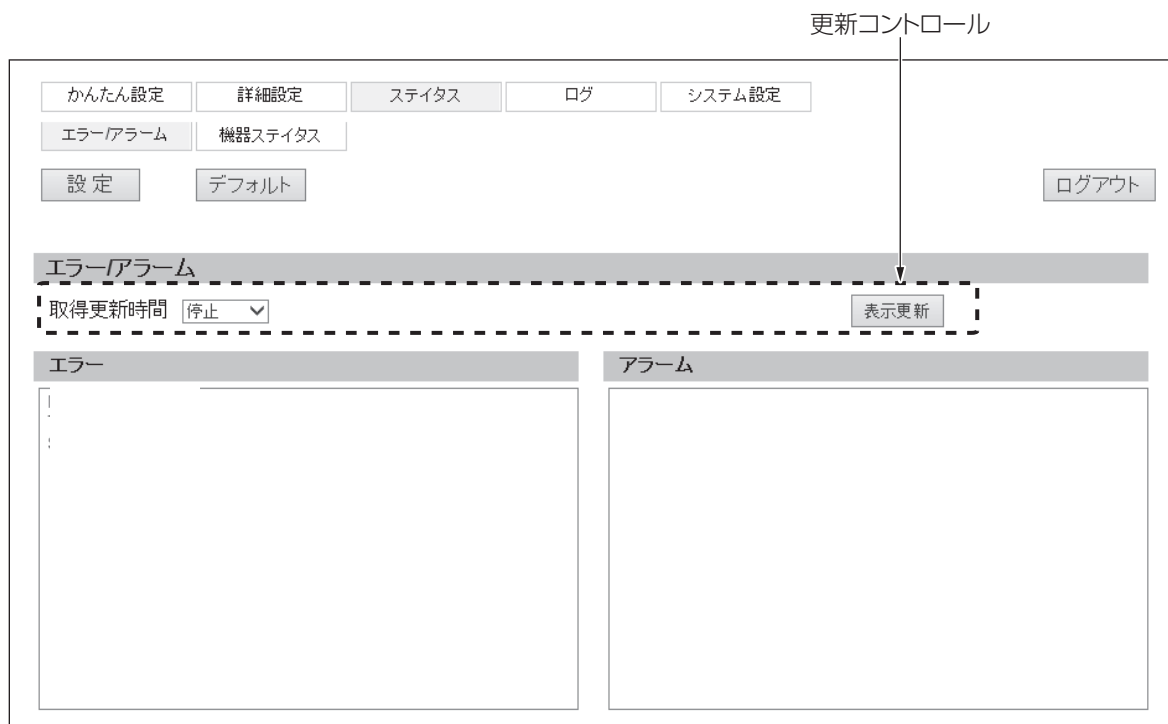 更新コントロール
かんたん設定 詳細設定 ステイタス ログ システム設定
エラー/アラーム 機器ステイタス
設 定 デフォルト ログアウト
エラー/アラーム
取得更新時間 停止 表示更新
エラー アラーム